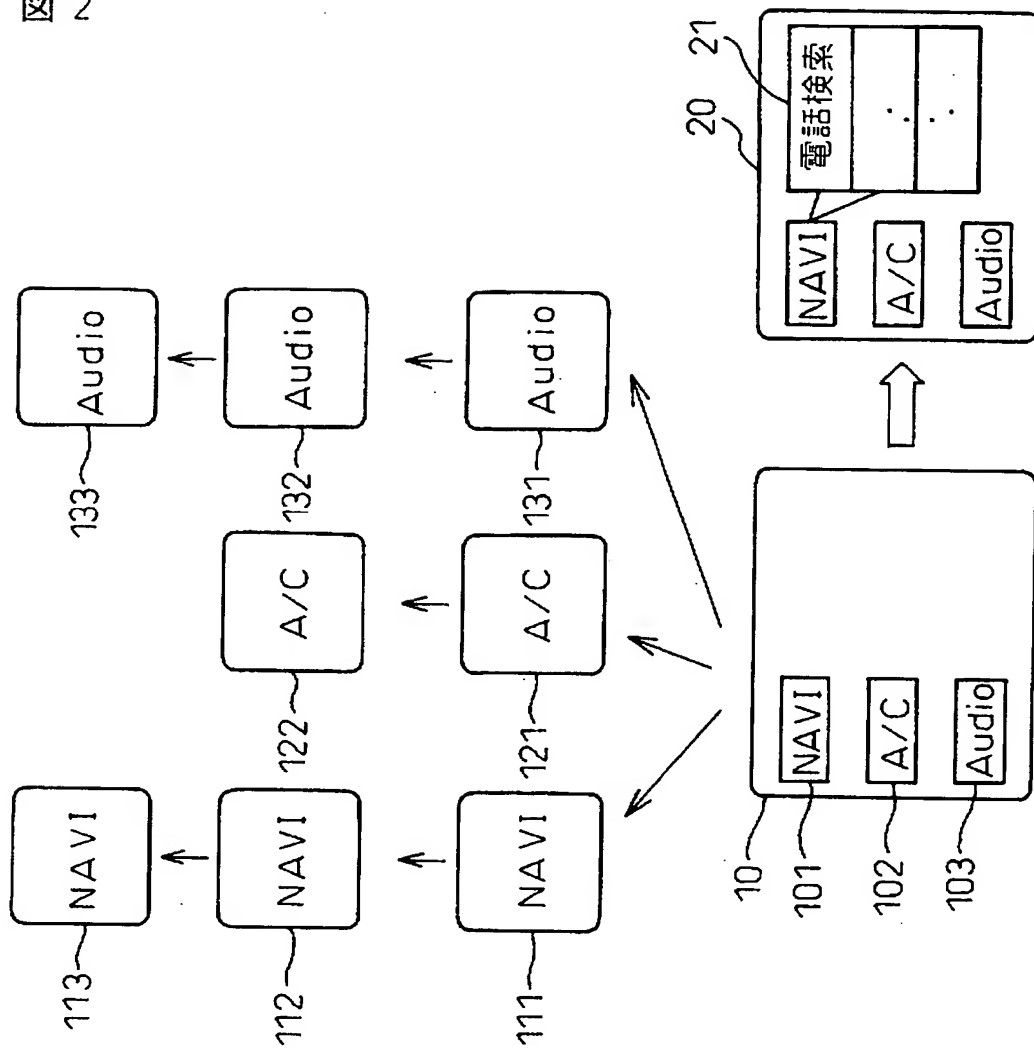 図 2
113
NAVI
133
Audio
112
NAVI
122
A/C
132
Audio
111
NAVI
121
A/C
131
Audio
10
101
NAVI
102
A/C
103
Audio
20
21
NAVI
電話検索
A/C
Audio